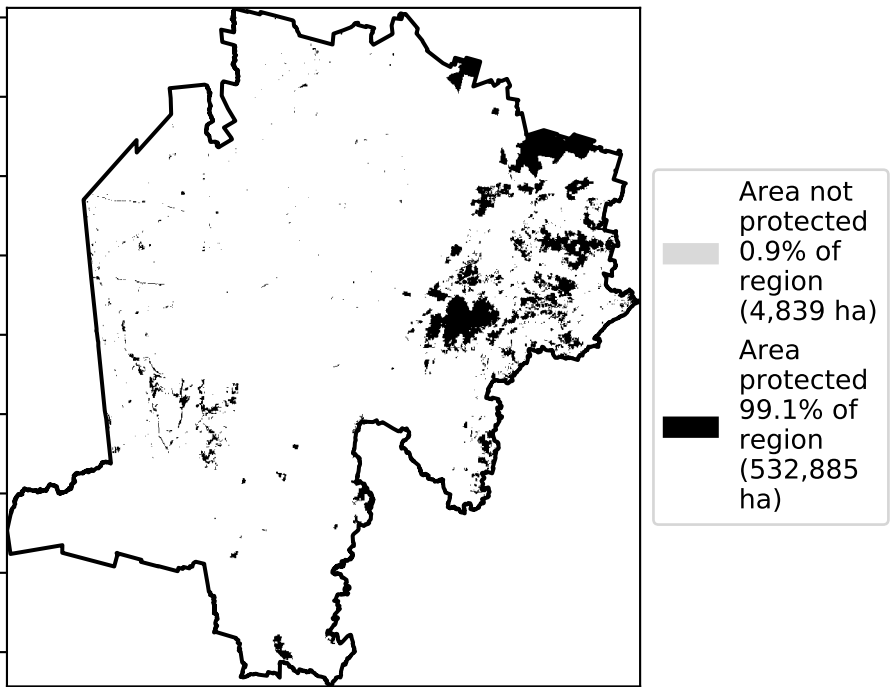 Area not
protected
0.9% of
region
(4,839 ha)
Area
protected
99.1% of
region
(532,885
ha)